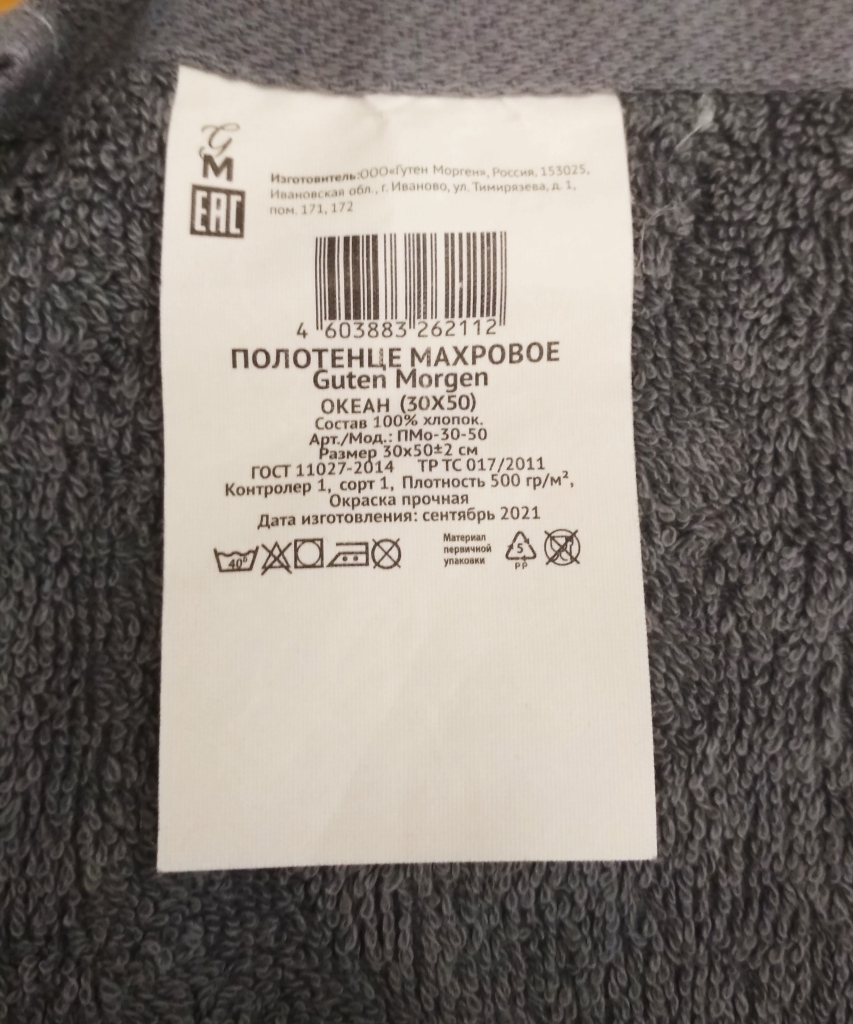 G
M
EAC
Изготовитель:ООО«Гутен Морген», Россия, 153025,
Ивановская обл., г. Иваново, ул. Тимирязева, д. 1,
пом. 171, 172
4 603883 262112
ПОЛОТЕНЦЕ МАХРОВОЕ
Guten Morgen
ОКЕАН (30X50)
Состав 100% хлопок.
Арт./Мод.: ПМо-30-50
Размер 30х50±2 см
ГОСТ 11027-2014 ТР ТС 017/2011
Контролер 1, сорт 1, Плотность 500 гр/м²,
Окраска прочная
Дата изготовления: сентябрь 2021
40°
Материал
первичной
упаковки
5
PP